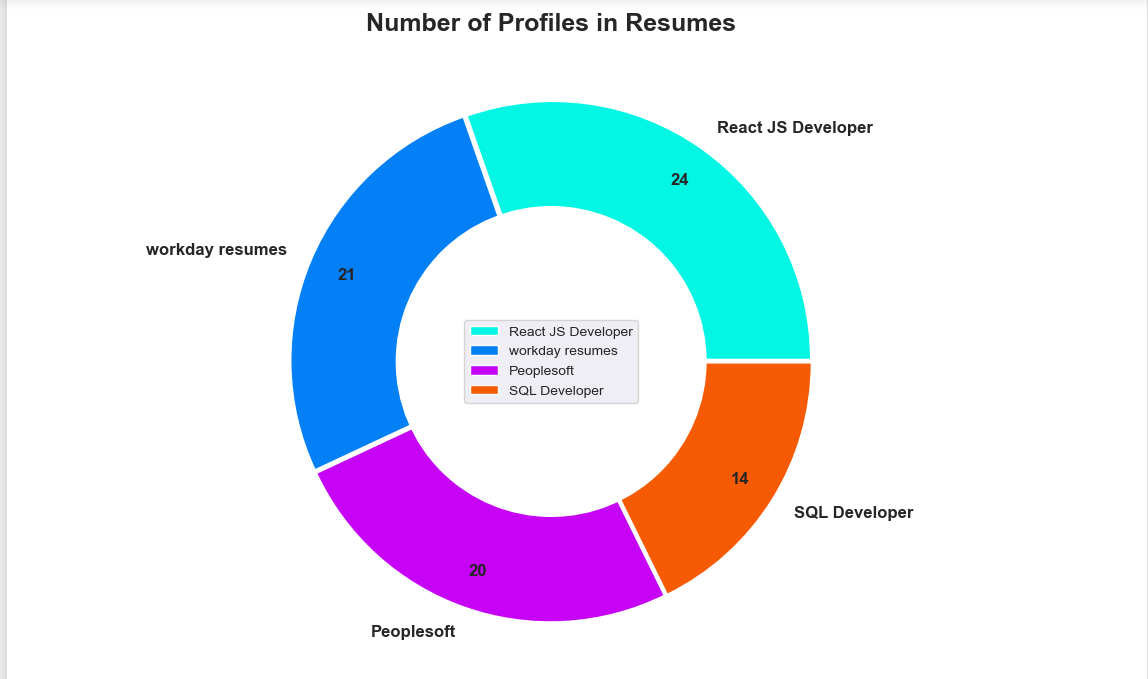 Number of Profiles in Resumes
React JS Developer
24
workday resumes
21
React JS Developer
workday resumes
Peoplesoft
SQL Developer
14
SQL Developer
20
Peoplesoft